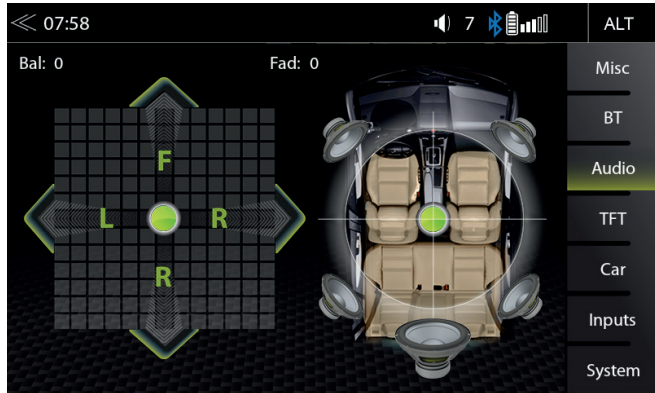 07:58
7
ALT
Bal: 0
Fad: 0
Misc
BT
Audio
TFT
Car
Inputs
System
F
L
R
R